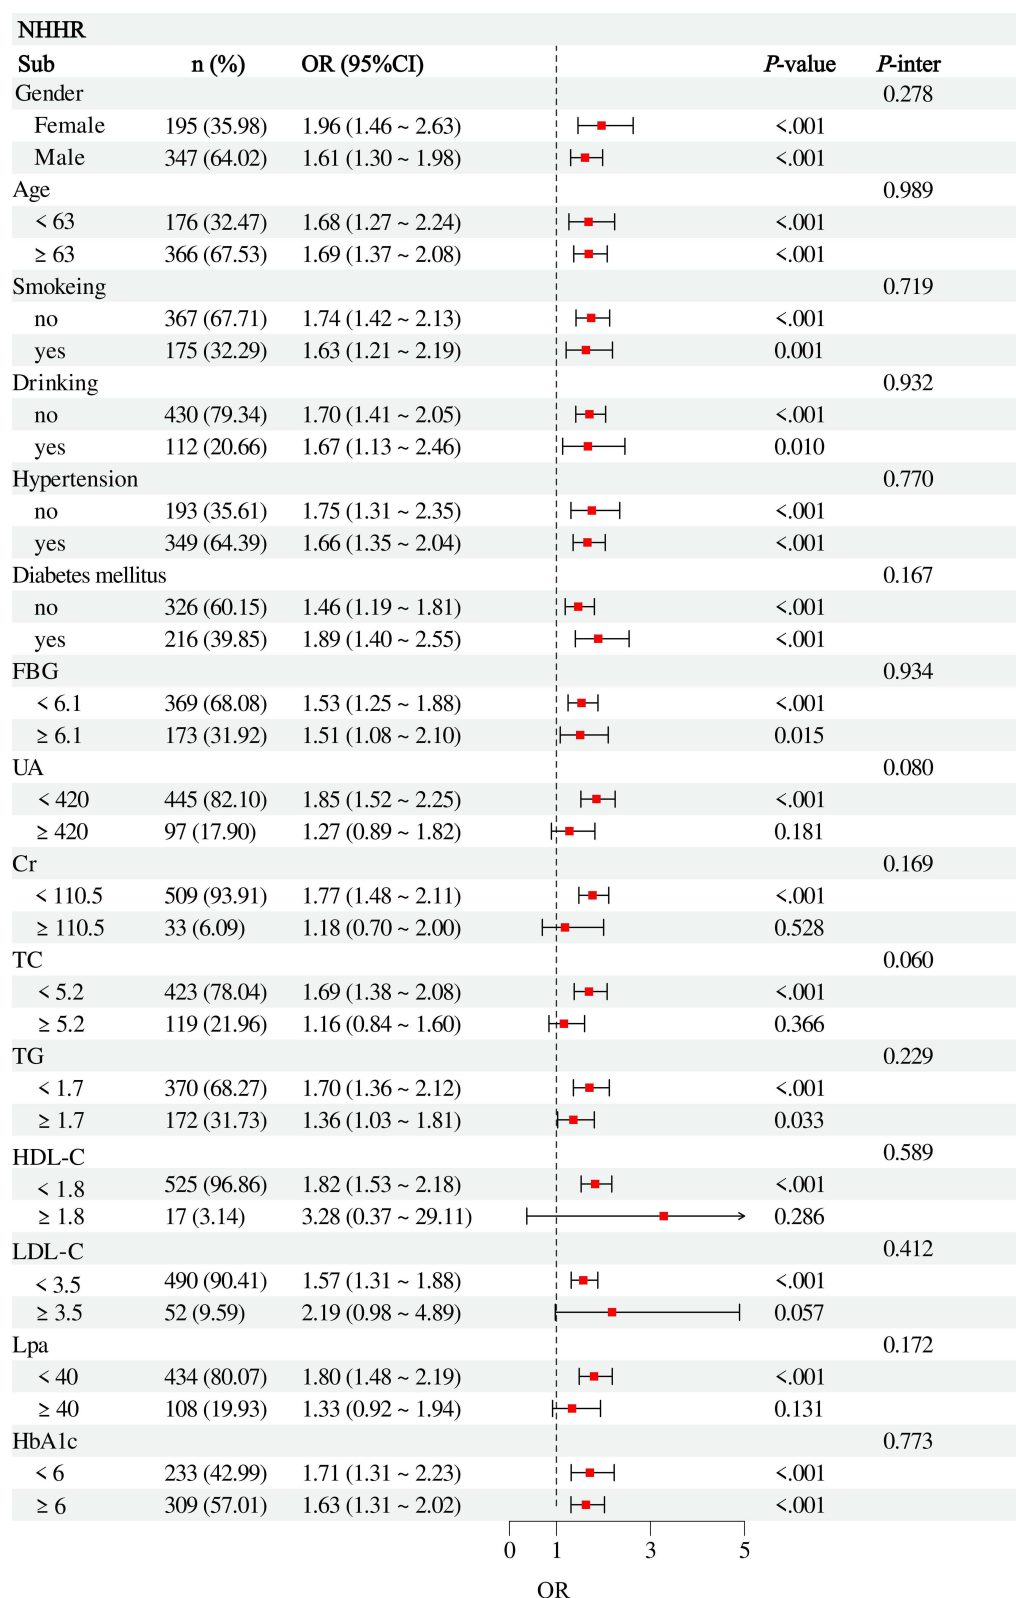 NHHR
Sub n (%) OR (95%CI) P-value P-inter
Gender 0.278
Female 195 (35.98) 1.96 (1.46 ~ 2.63) <.001
Male 347 (64.02) 1.61 (1.30 ~ 1.98) <.001
Age 0.989
< 63 176 (32.47) 1.68 (1.27 ~ 2.24) <.001
≥ 63 366 (67.53) 1.69 (1.37 ~ 2.08) <.001
Smokeing 0.719
no 367 (67.71) 1.74 (1.42 ~ 2.13) <.001
yes 175 (32.29) 1.63 (1.21 ~ 2.19) 0.001
Drinking 0.932
no 430 (79.34) 1.70 (1.41 ~ 2.05) <.001
yes 112 (20.66) 1.67 (1.13 ~ 2.46) 0.010
Hypertension 0.770
no 193 (35.61) 1.75 (1.31 ~ 2.35) <.001
yes 349 (64.39) 1.66 (1.35 ~ 2.04) <.001
Diabetes mellitus 0.167
no 326 (60.15) 1.46 (1.19 ~ 1.81) <.001
yes 216 (39.85) 1.89 (1.40 ~ 2.55) <.001
FBG 0.934
< 6.1 369 (68.08) 1.53 (1.25 ~ 1.88) <.001
≥ 6.1 173 (31.92) 1.51 (1.08 ~ 2.10) 0.015
UA 0.080
< 420 445 (82.10) 1.85 (1.52 ~ 2.25) <.001
≥ 420 97 (17.90) 1.27 (0.89 ~ 1.82) 0.181
Cr 0.169
< 110.5 509 (93.91) 1.77 (1.48 ~ 2.11) <.001
≥ 110.5 33 (6.09) 1.18 (0.70 ~ 2.00) 0.528
TC 0.060
< 5.2 423 (78.04) 1.69 (1.38 ~ 2.08) <.001
≥ 5.2 119 (21.96) 1.16 (0.84 ~ 1.60) 0.366
TG 0.229
< 1.7 370 (68.27) 1.70 (1.36 ~ 2.12) <.001
≥ 1.7 172 (31.73) 1.36 (1.03 ~ 1.81) 0.033
HDL-C 0.589
< 1.8 525 (96.86) 1.82 (1.53 ~ 2.18) <.001
≥ 1.8 17 (3.14) 3.28 (0.37 ~ 29.11) 0.286
LDL-C 0.412
< 3.5 490 (90.41) 1.57 (1.31 ~ 1.88) <.001
≥ 3.5 52 (9.59) 2.19 (0.98 ~ 4.89) 0.057
Lpa 0.172
< 40 434 (80.07) 1.80 (1.48 ~ 2.19) <.001
≥ 40 108 (19.93) 1.33 (0.92 ~ 1.94) 0.131
HbA1c 0.773
< 6 233 (42.99) 1.71 (1.31 ~ 2.23) <.001
≥ 6 309 (57.01) 1.63 (1.31 ~ 2.02) <.001
0 1 3 5
OR